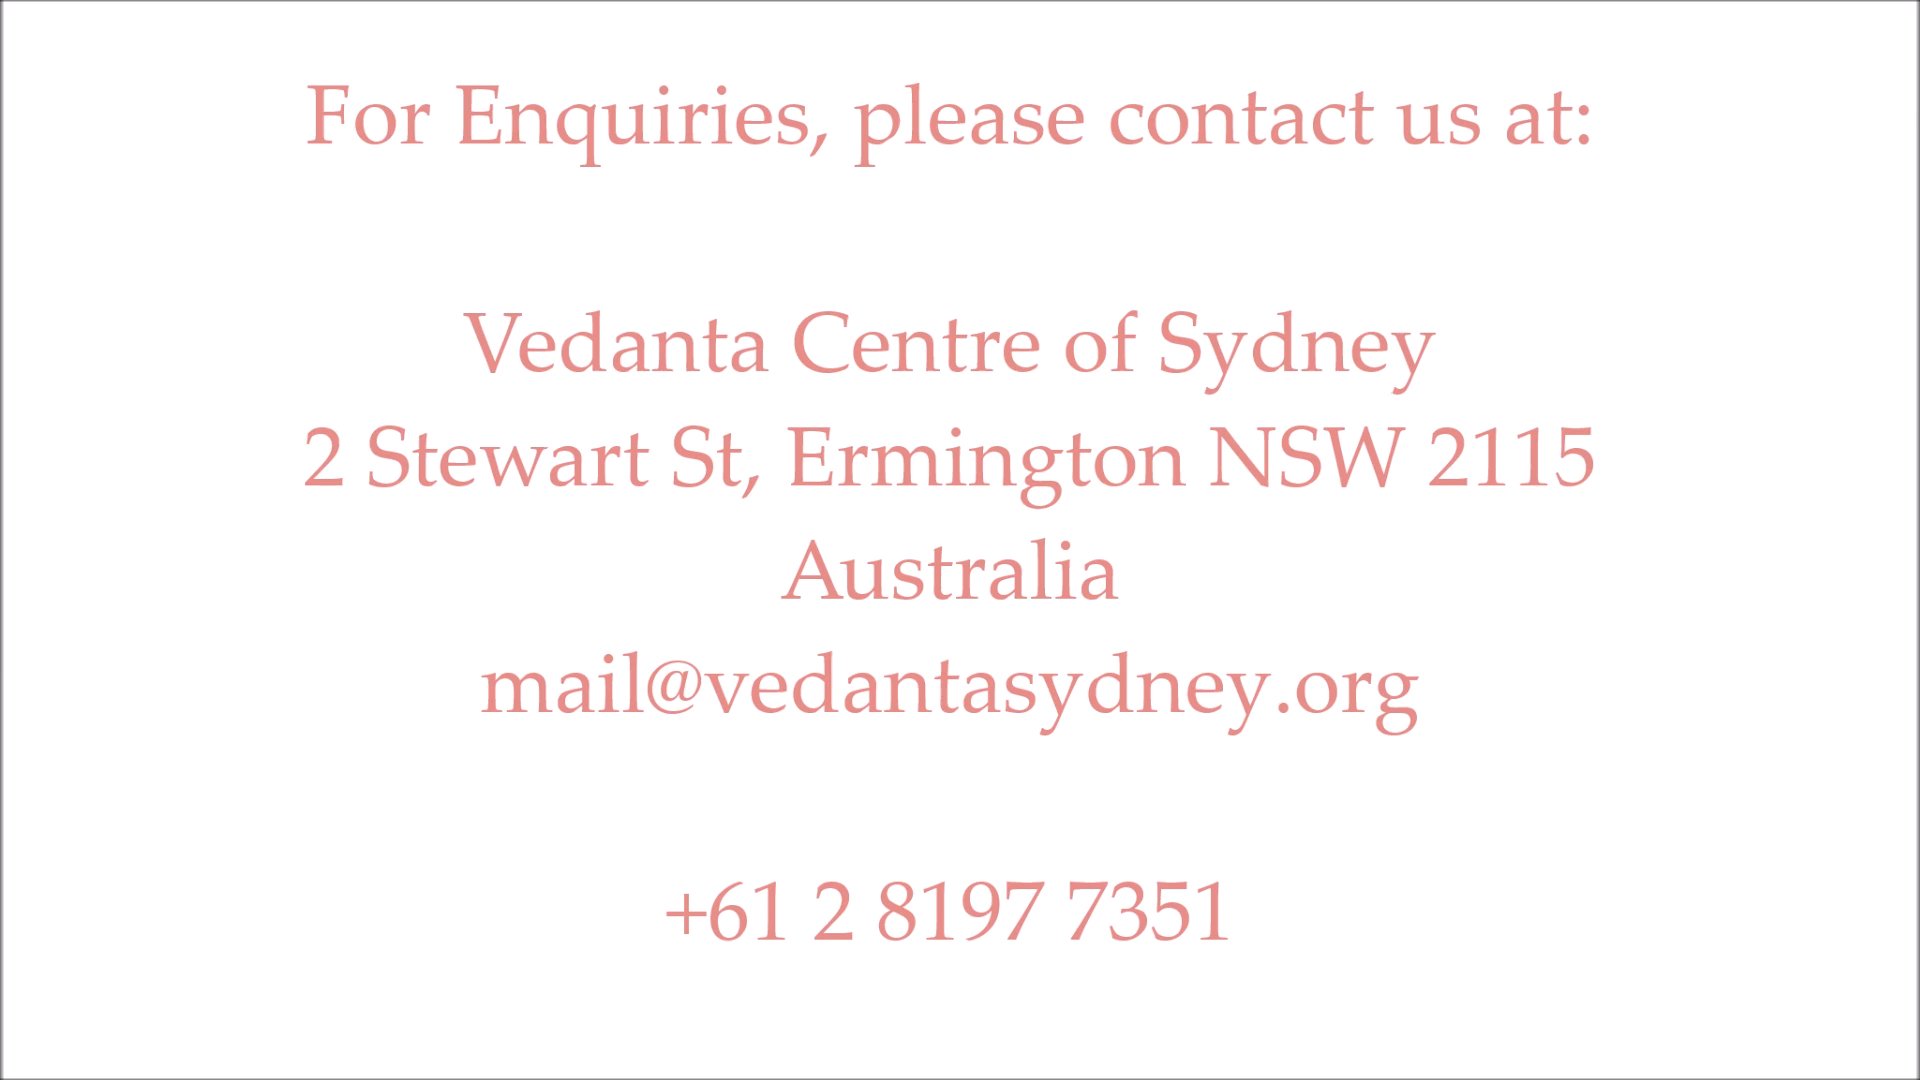 For Enquiries, please contact us at:
Vedanta Centre of Sydney
2 Stewart St, Ermington NSW 2115
Australia
mail@vedantasydney.org
+61 2 8197 7351